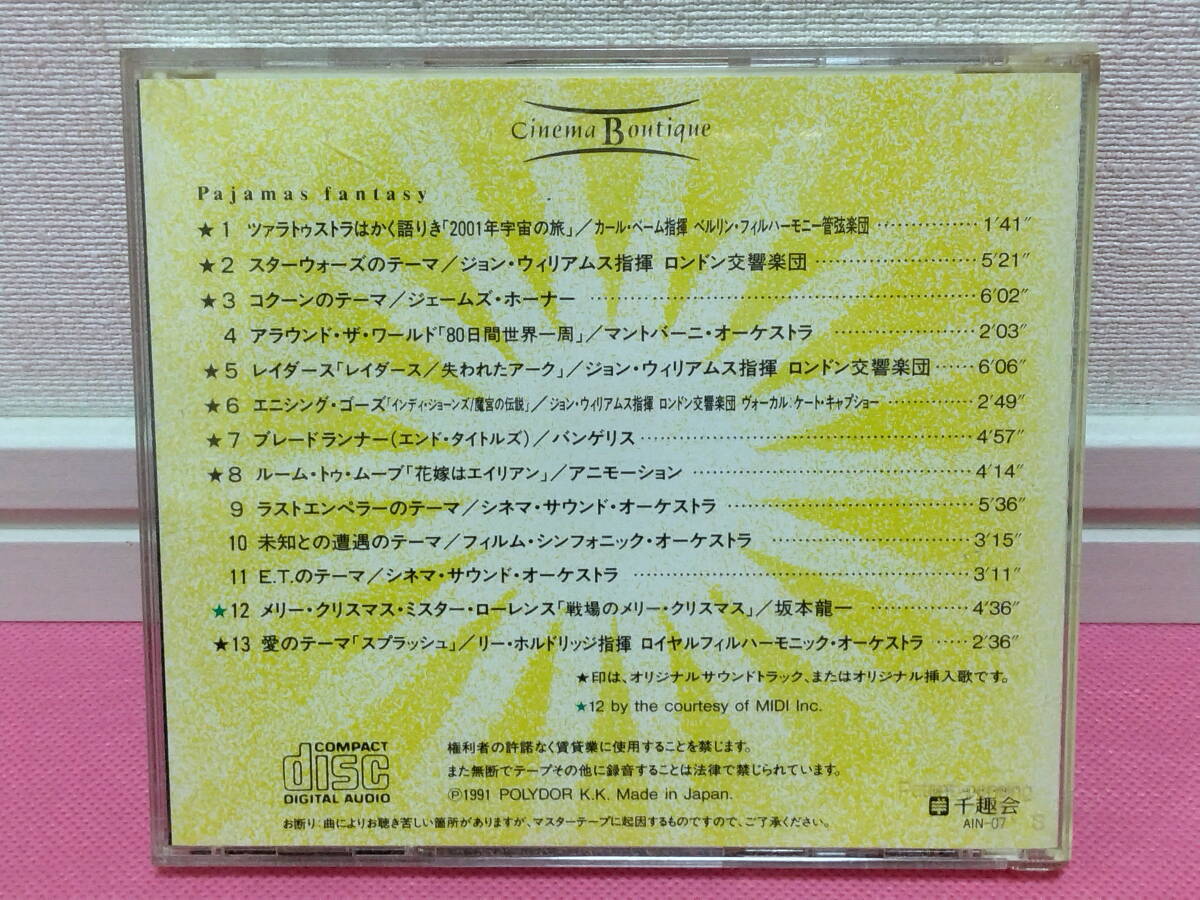 Cinema Boutique
Pajamas fantasy
★1 ツァラトゥストラはかく語りき「2001年宇宙の旅」／カール・ベーム指揮 ベルリン・フィルハーモニー管弦楽団 ……………1′41″
★2 スターウォーズのテーマ／ジョン・ウィリアムス指揮 ロンドン交響楽団 ……………………5′21″
★3 コクーンのテーマ／ジェームズ・ホーナー ……………………………………………………6′02″
4 アラウンド・ザ・ワールド「80日間世界一周」／マントバーニ・オーケストラ …………………2′03″
★5 レイダース「レイダース／失われたアーク」／ジョン・ウィリアムス指揮 ロンドン交響楽団 ……6′06″
★6 エニシング・ゴーズ「インディ・ジョーンズ/魔宮の伝説」／ジョン・ウィリアムス指揮 ロンドン交響楽団 ヴォーカル:ケート・キャプショー ……………2′49″
★7 ブレードランナー(エンド・タイトルズ)／バンゲリス ……………………………………………4′57″
★8 ルーム・トゥ・ムーブ「花嫁はエイリアン」／アニモーション ……………………………………4′14″
9 ラストエンペラーのテーマ／シネマ・サウンド・オーケストラ ………………………………5′36″
10 未知との遭遇のテーマ／フィルム・シンフォニック・オーケストラ …………………………3′15″
11 E.T.のテーマ／シネマ・サウンド・オーケストラ ……………………………………………3′11″
★12 メリー・クリスマス・ミスター・ローレンス「戦場のメリー・クリスマス」／坂本龍一 ……………4′36″
★13 愛のテーマ「スプラッシュ」／リー・ホルドリッジ指揮 ロイヤルフィルハーモニック・オーケストラ ……2′36″
★印は、オリジナルサウンドトラック、またはオリジナル挿入歌です。
★12 by the courtesy of MIDI Inc.
COMPACT
disc
DIGITAL AUDIO
権利者の許諾なく賃貸業に使用することを禁じます。
また無断でテープその他に録音することは法律で禁じられています。
Ⓟ1991 POLYDOR K.K. Made in Japan.
千趣会
AIN-07
お断り:曲によりお聴き苦しい箇所がありますが、マスターテープに起因するものですので、ご了承ください。